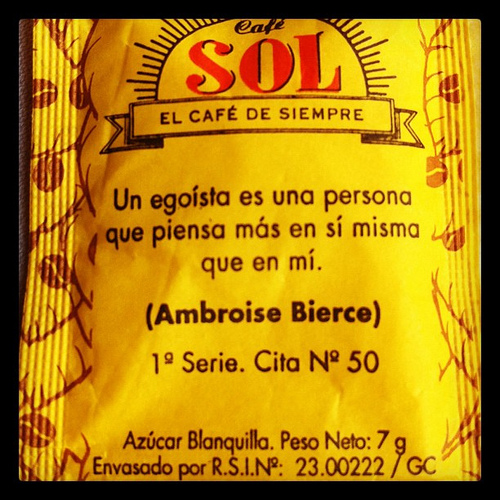 Café
SOL
EL CAFÉ DE SIEMPRE
Un egoísta es una persona
que piensa más en sí misma
que en mí.
(Ambroise Bierce)
1ª Serie. Cita Nº 50
Azúcar Blanquilla. Peso Neto: 7 g
Envasado por R.S.I.Nº: 23.00222 / GC